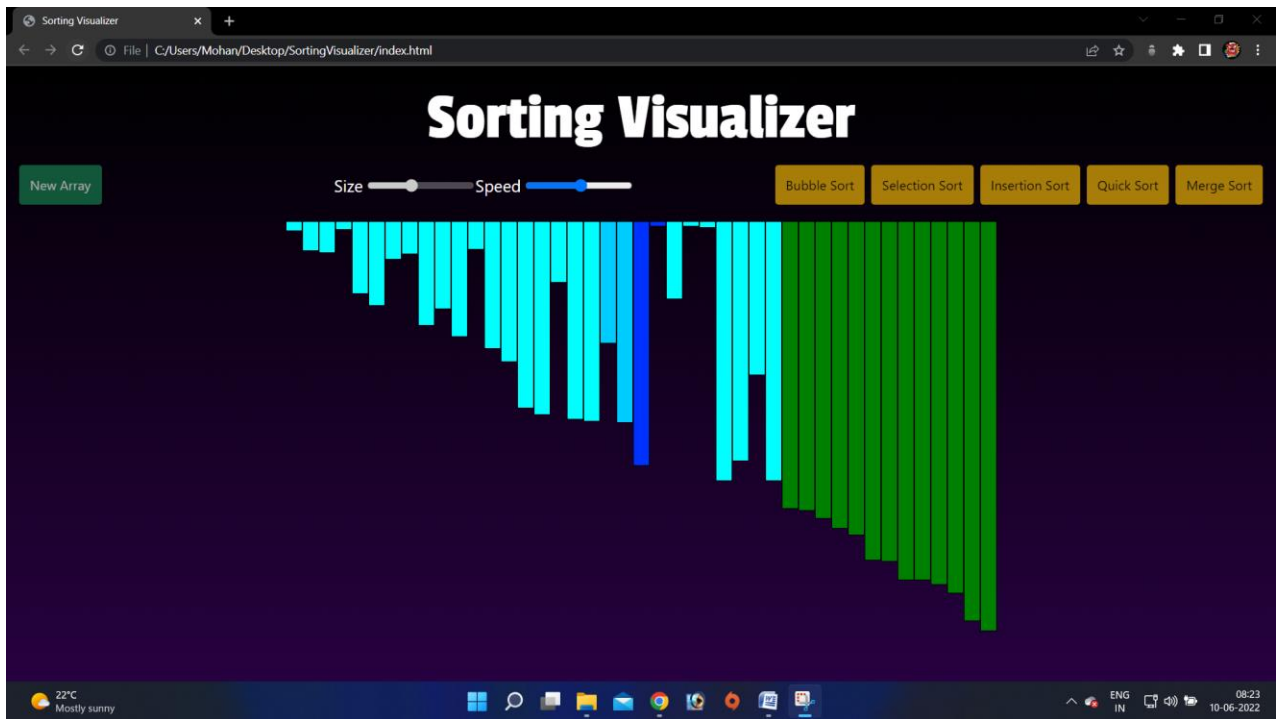 Sorting Visualizer
File | C:/Users/Mohan/Desktop/SortingVisualizer/index.html
Sorting Visualizer
New Array Size Speed Bubble Sort Selection Sort Insertion Sort Quick Sort Merge Sort
22°C
Mostly sunny
ENG
IN
08:23
10-06-2022